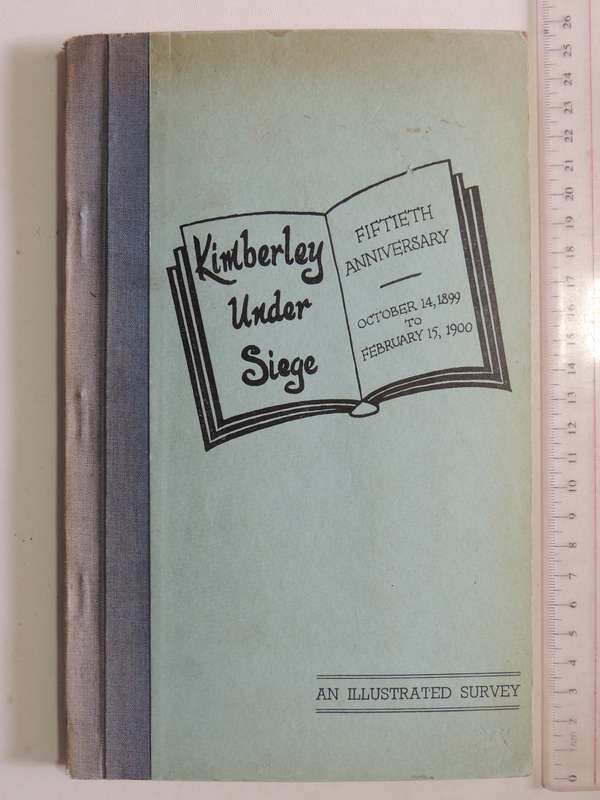 Kimberley
Under
Siege
FIFTIETH
ANNIVERSARY
OCTOBER 14, 1899
TO
FEBRUARY 15, 1900
AN ILLUSTRATED SURVEY
26
25
24
23
22
21
20
19
18
17
16
15
14
13
12
11
10
9
8
7
6
5
4
3
2
1cm
0